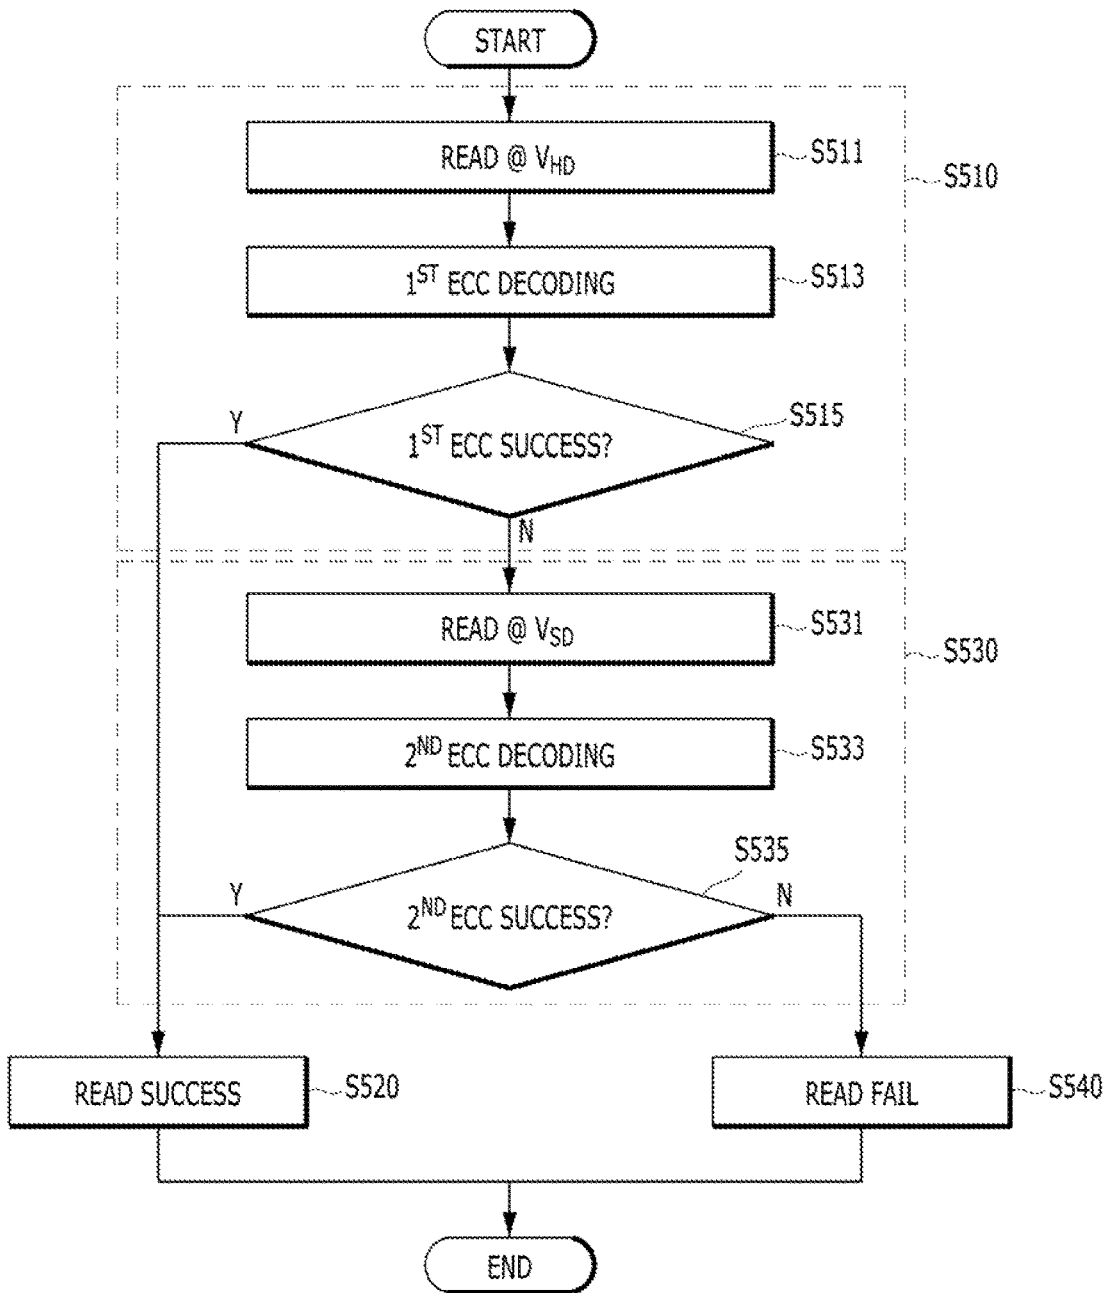 START
READ @ VHD
S511
S510
1ST ECC DECODING
S513
Y
1ST ECC SUCCESS?
S515
N
READ @ VSD
S531
S530
2ND ECC DECODING
S533
S535
Y
2ND ECC SUCCESS?
N
READ SUCCESS
S520
READ FAIL
S540
END